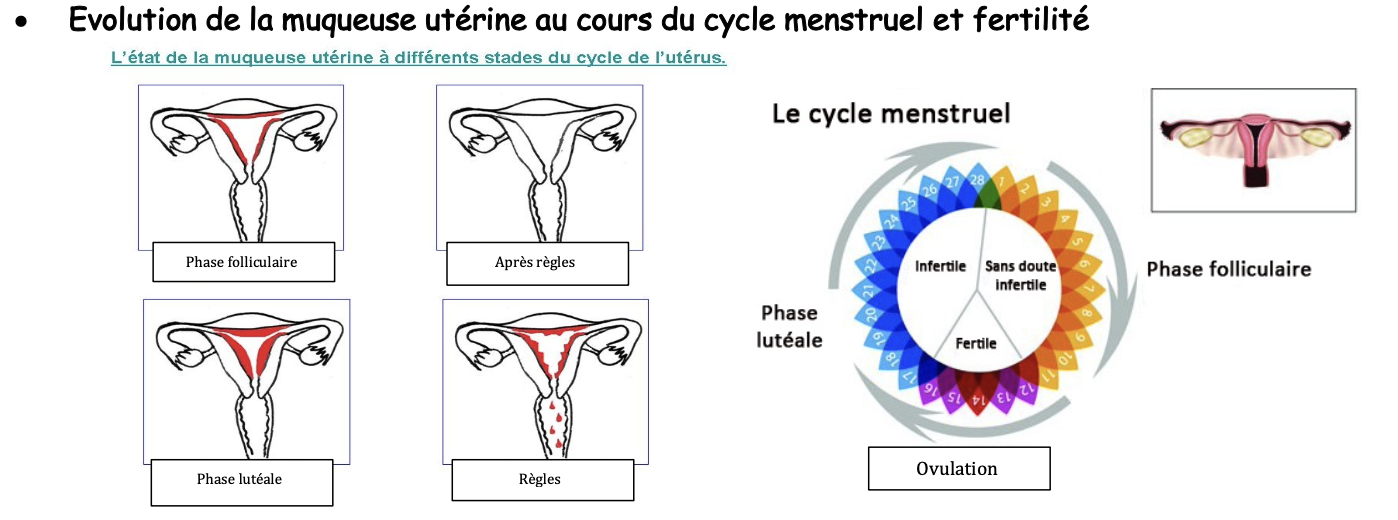 • Evolution de la muqueuse utérine au cours du cycle menstruel et fertilité
L'état de la muqueuse utérine à différents stades du cycle de l'utérus.
Phase folliculaire
Après règles
Phase lutéale
Règles
Le cycle menstruel
1
2
3
4
5
6
7
8
9
10
11
12
13
14
15
16
17
18
19
20
21
22
23
24
25
26
27
28
Infertile
Sans doute
infertile
Fertile
Phase folliculaire
Phase
lutéale
Ovulation